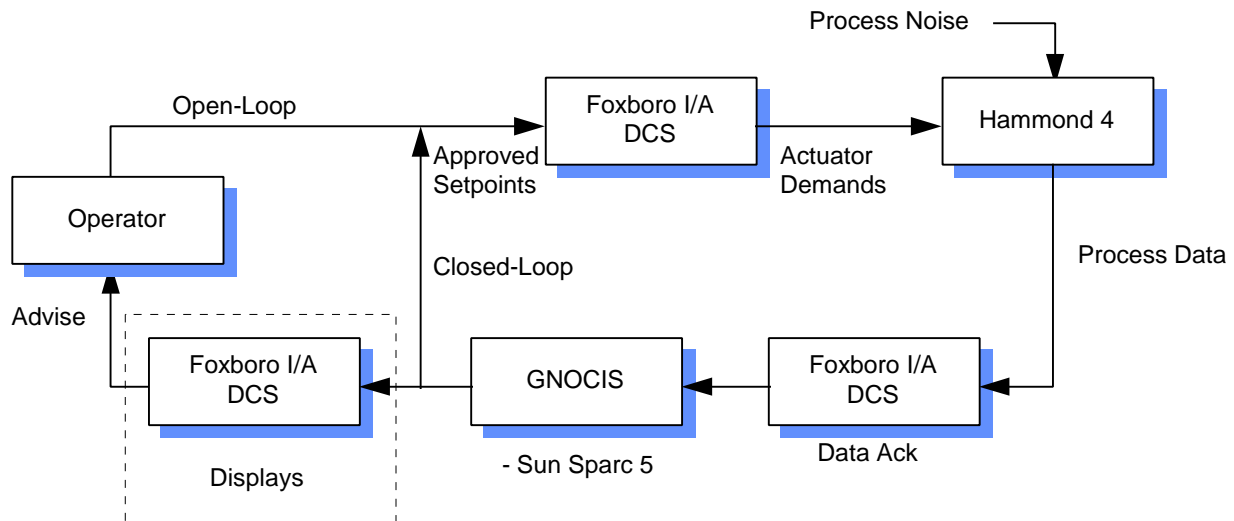 Process Noise
Open-Loop
Foxboro I/A
DCS
Hammond 4
Approved
Setpoints
Actuator
Demands
Operator
Closed-Loop
Process Data
Advise
Foxboro I/A
DCS
GNOCIS
Foxboro I/A
DCS
Displays
- Sun Sparc 5
Data Ack